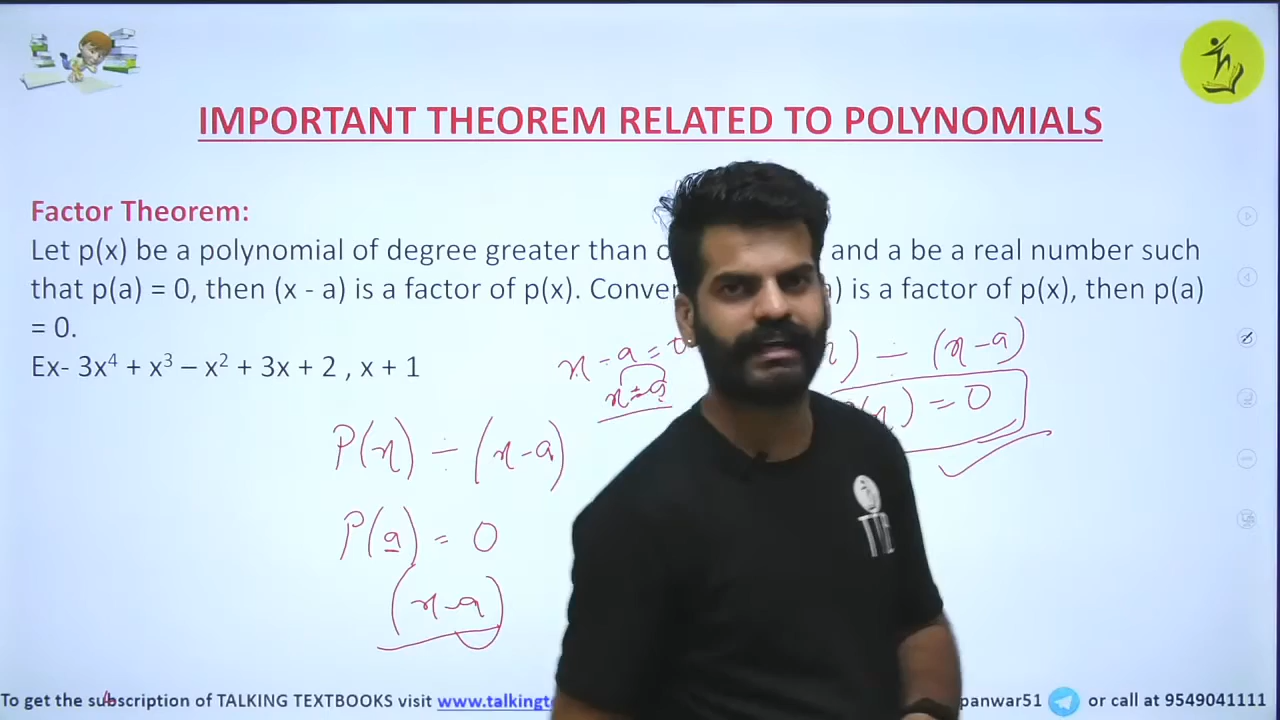 IMPORTANT THEOREM RELATED TO POLYNOMIALS
Factor Theorem:
Let p(x) be a polynomial of degree greater than and a be a real number such
that p(a) = 0, then (x - a) is a factor of p(x). is a factor of p(x), then p(a)
= 0.
Ex- 3x⁴ + x³ – x² + 3x + 2 , x + 1
x - a = 0
x = a
÷ (x - a)
= 0
P(x) ÷ (x - a)
P(a) = 0
(x - a)
To get the subscription of TALKING TEXTBOOKS visit www.talkingt panwar51 or call at 9549041111